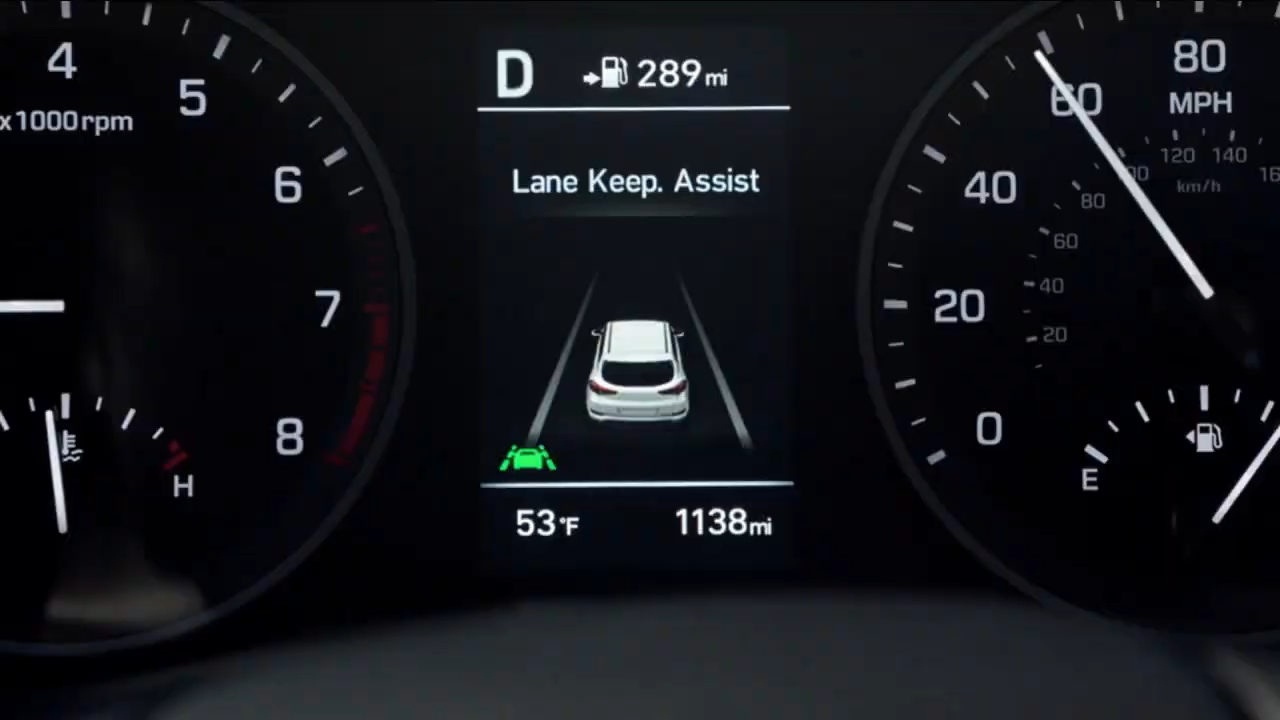 4
5
x1000rpm
6
7
8
H
D 289mi
Lane Keep. Assist
53°F 1138mi
80
MPH
60
40
20
0
120 140
km/h
80
60
40
20
E